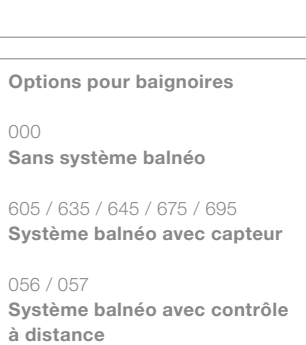 Options pour baignoires
000
Sans système balnéo
605 / 635 / 645 / 675 / 695
Système balnéo avec capteur
056 / 057
Système balnéo avec contrôle
à distance